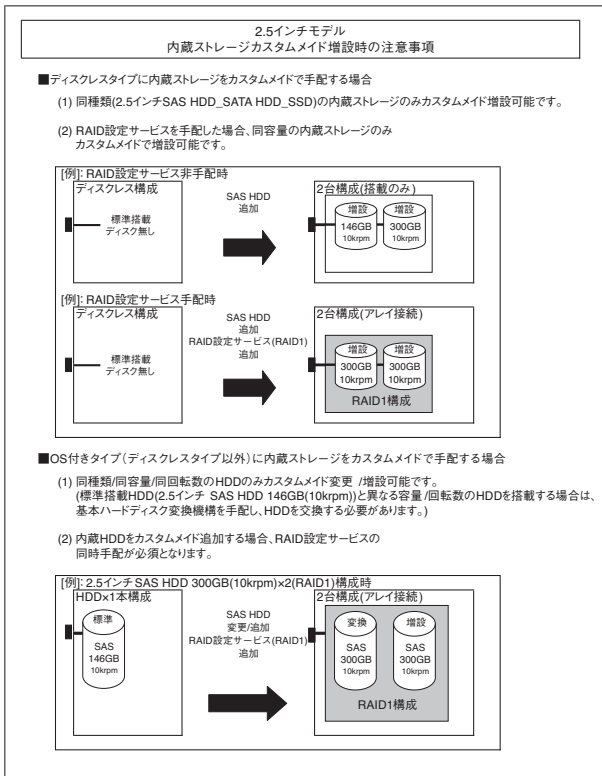 2.5インチモデル
内蔵ストレージカスタムメイド増設時の注意事項
■ディスクレスタイプに内蔵ストレージをカスタムメイドで手配する場合
(1) 同種類(2.5インチSAS HDD_SATA HDD_SSD)の内蔵ストレージのみカスタムメイド増設可能です。
(2) RAID設定サービスを手配した場合、同容量の内蔵ストレージのみ
カスタムメイドで増設可能です。
[例]: RAID設定サービス非手配時
ディスクレス構成
標準搭載
ディスク無し
SAS HDD
追加
2台構成(搭載のみ)
増設
146GB
10krpm
増設
300GB
10krpm
[例]: RAID設定サービス手配時
ディスクレス構成
標準搭載
ディスク無し
SAS HDD
追加
RAID設定サービス(RAID1)
追加
2台構成(アレイ接続)
増設
300GB
10krpm
増設
300GB
10krpm
RAID1構成
■OS付きタイプ(ディスクレスタイプ以外)に内蔵ストレージをカスタムメイドで手配する場合
(1) 同種類/同容量/同回転数のHDDのみカスタムメイド変更 /増設可能です。
(標準搭載HDD(2.5インチ SAS HDD 146GB(10krpm))と異なる容量 /回転数のHDDを搭載する場合は、
基本ハードディスク変換機構を手配し、HDDを交換する必要があります。)
(2) 内蔵HDDをカスタムメイド追加する場合、RAID設定サービスの
同時手配が必須となります。
[例]: 2.5インチ SAS HDD 300GB(10krpm)×2(RAID1)構成時
HDD×1本構成
標準
SAS
146GB
10krpm
SAS HDD
変更/追加
RAID設定サービス(RAID1)
追加
2台構成(アレイ接続)
変換
SAS
300GB
10krpm
増設
SAS
300GB
10krpm
RAID1構成